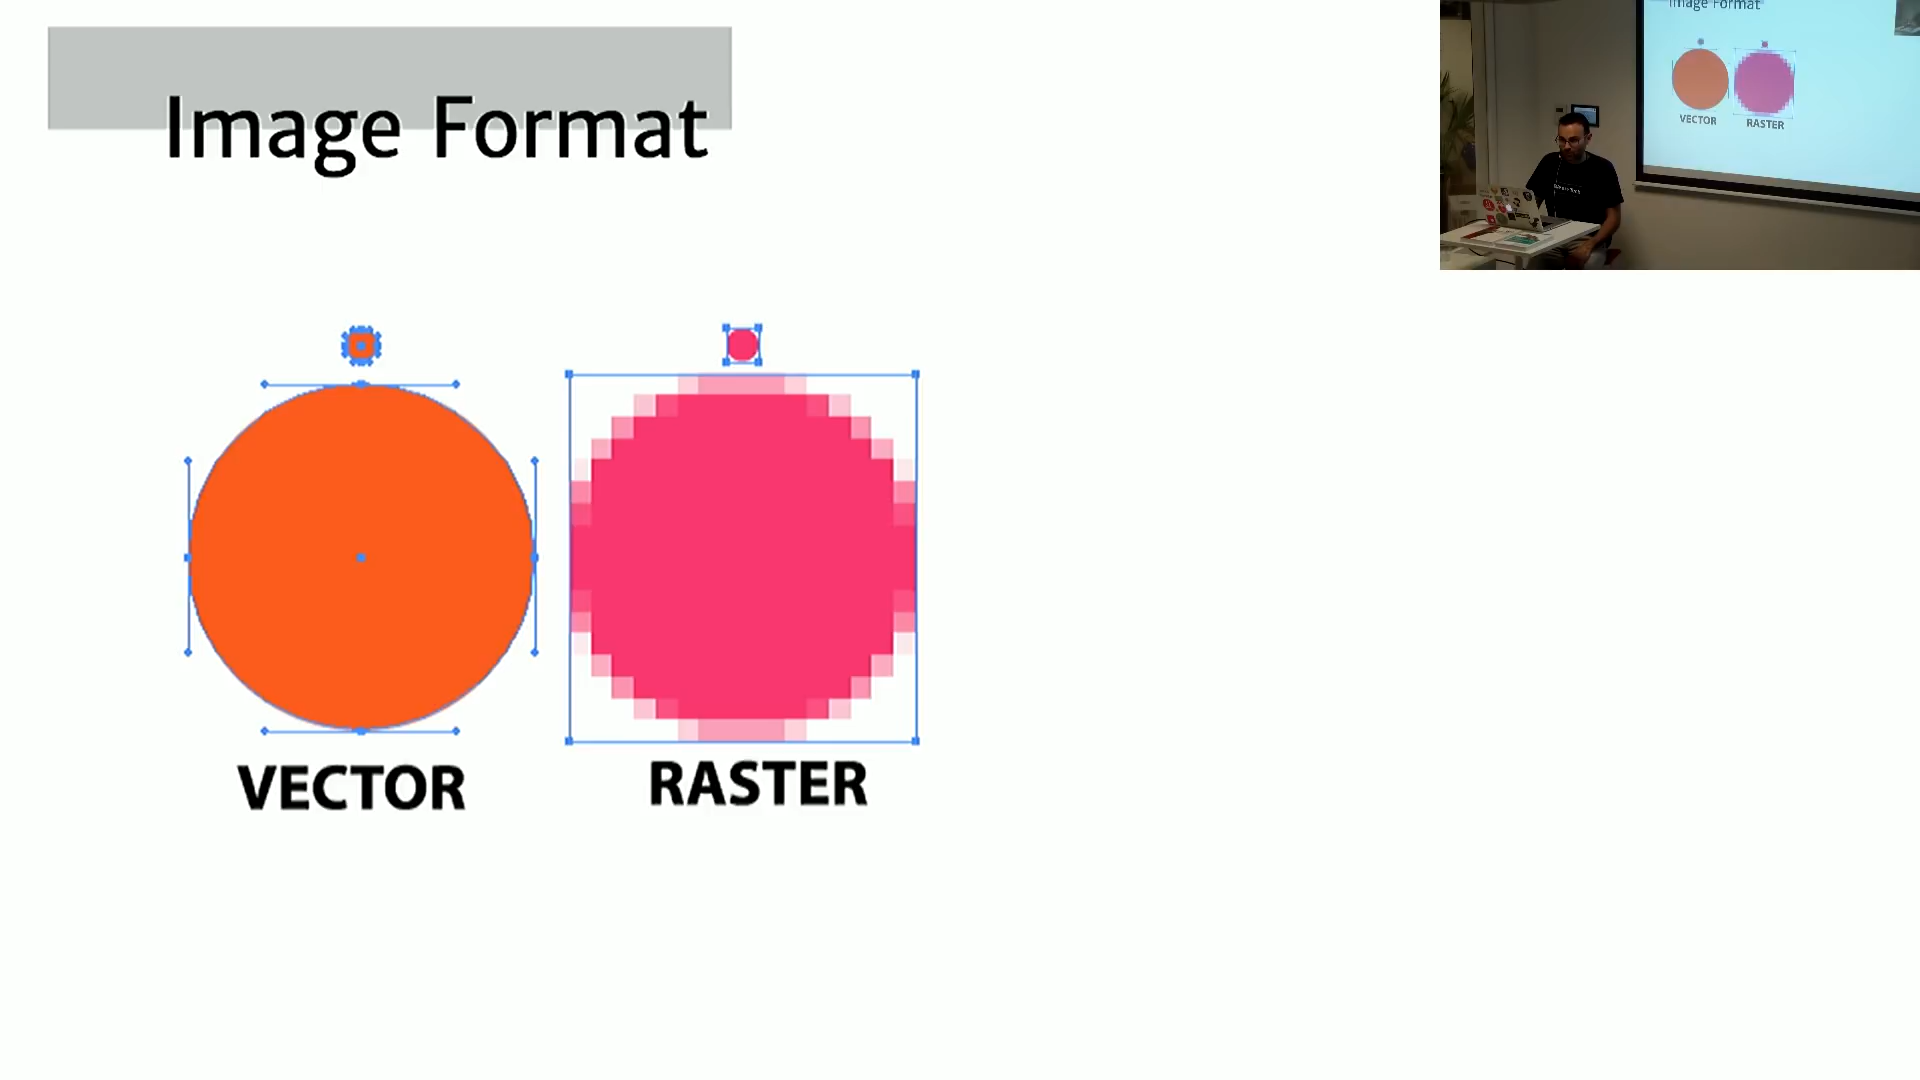 Image Format
VECTOR
RASTER
Image Format
VECTOR
RASTER